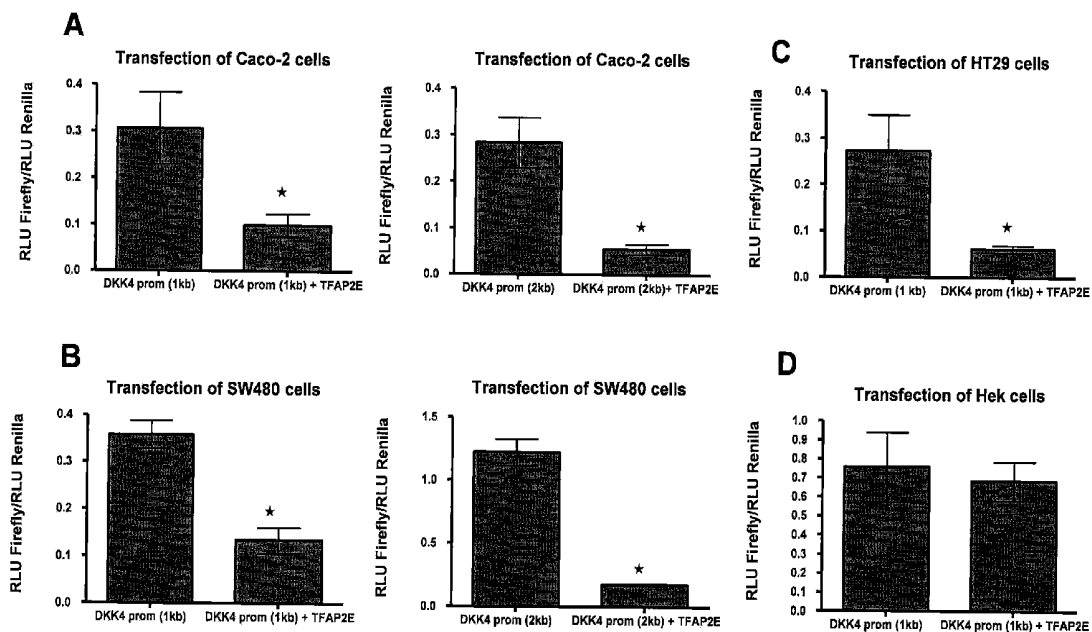 A
Transfection of Caco-2 cells
RLU Firefly/RLU Renilla
0.4
0.3
0.2
0.1
0.0
DKK4 prom (1kb)
DKK4 prom (1kb) + TFAP2E
Transfection of Caco-2 cells
RLU Firefly/RLU Renilla
0.4
0.3
0.2
0.1
0.0
DKK4 prom (2kb)
DKK4 prom (2kb)+ TFAP2E
C
Transfection of HT29 cells
RLU Firefly/RLU Renilla
0.4
0.3
0.2
0.1
0.0
DKK4 prom (1 kb)
DKK4 prom (1kb) + TFAP2E
B
Transfection of SW480 cells
RLU Firefly/RLU Renilla
0.4
0.3
0.2
0.1
0.0
DKK4 prom (1kb)
DKK4 prom (1kb) + TFAP2E
Transfection of SW480 cells
RLU Firefly/RLU Renilla
1.5
1.0
0.5
0.0
DKK4 prom (2kb)
DKK4 prom (2kb) + TFAP2E
D
Transfection of Hek cells
RLU Firefly/RLU Renilla
1.0
0.9
0.8
0.7
0.6
0.5
0.4
0.3
0.2
0.1
0.0
DKK4 prom (1kb)
DKK4 prom (1kb) + TFAP2E